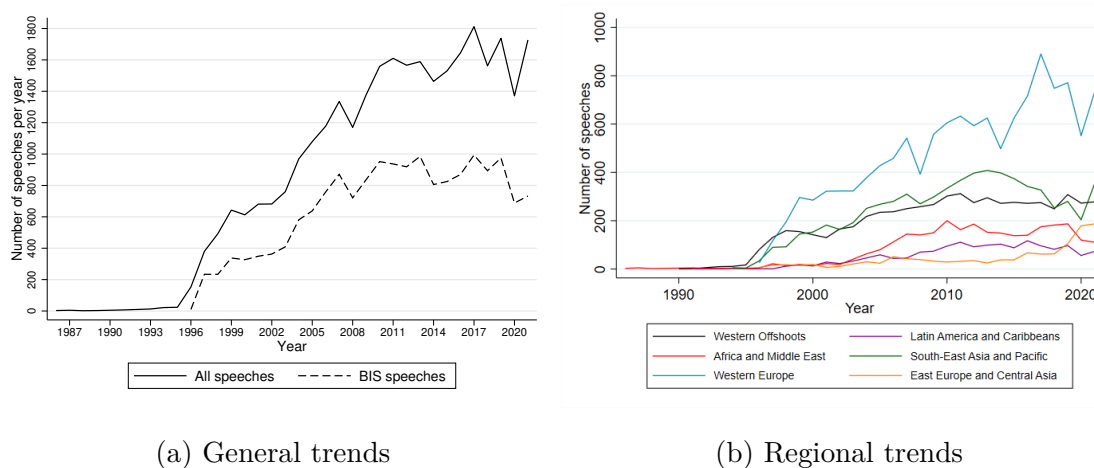 Number of speeches per year
1800
1600
1400
1200
1000
800
600
400
200
0
1987 1990 1993 1996 1999 2002 2005 2008 2011 2014 2017 2020
Year
All speeches BIS speeches
(a) General trends
Number of speeches
1000
800
600
400
200
0
1990 2000 2010 2020
Year
Western Offshoots Latin America and Caribbeans
Africa and Middle East South-East Asia and Pacific
Western Europe East Europe and Central Asia
(b) Regional trends